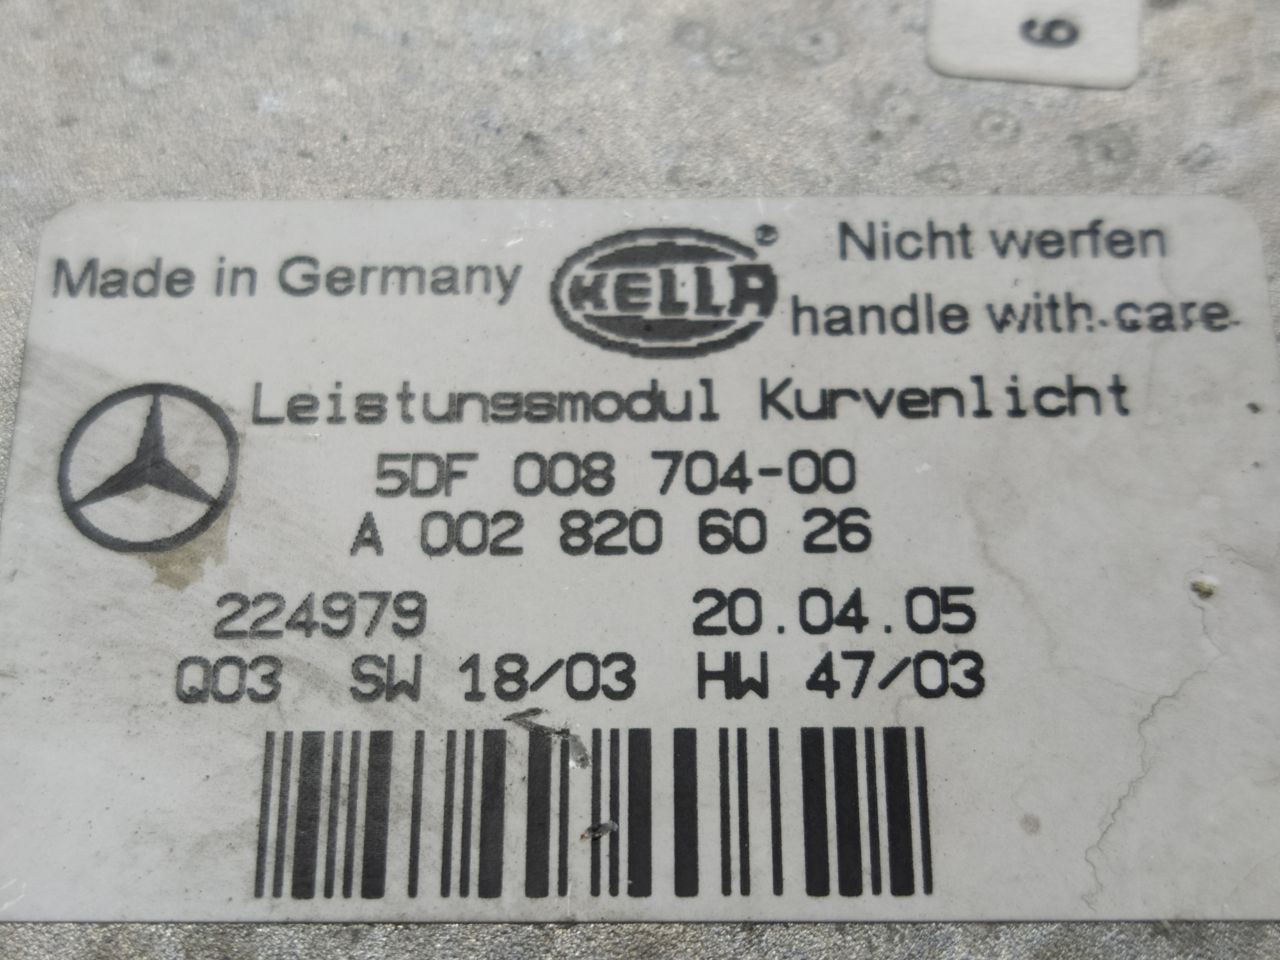 6
Made in Germany
HELLA ®
Nicht werfen
handle with care
Leistungsmodul Kurvenlicht
5DF 008 704-00
A 002 820 60 26
224979 20.04.05
Q03 SW 18/03 HW 47/03